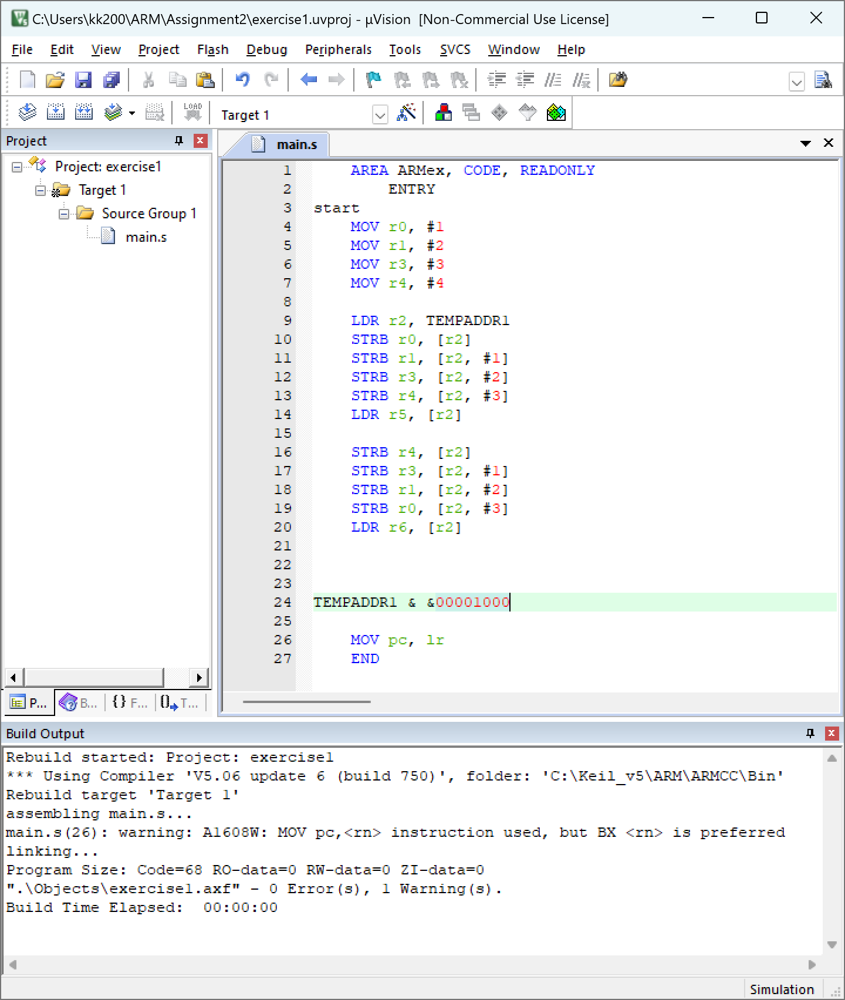 C:\Users\kk200\ARM\Assignment2\exercise1.uvproj - µVision [Non-Commercial Use License]
File Edit View Project Flash Debug Peripherals Tools SVCS Window Help
LOAD
Target 1
Project
Project: exercise1
Target 1
Source Group 1
main.s
P... B... {} F... T...
main.s
1 AREA ARMex, CODE, READONLY
2 ENTRY
3 start
4 MOV r0, #1
5 MOV r1, #2
6 MOV r3, #3
7 MOV r4, #4
8
9 LDR r2, TEMPADDR1
10 STRB r0, [r2]
11 STRB r1, [r2, #1]
12 STRB r3, [r2, #2]
13 STRB r4, [r2, #3]
14 LDR r5, [r2]
15
16 STRB r4, [r2]
17 STRB r3, [r2, #1]
18 STRB r1, [r2, #2]
19 STRB r0, [r2, #3]
20 LDR r6, [r2]
21
22
23
24 TEMPADDR1 & &00001000
25
26 MOV pc, lr
27 END
Build Output
Rebuild started: Project: exercise1
*** Using Compiler 'V5.06 update 6 (build 750)', folder: 'C:\Keil_v5\ARM\ARMCC\Bin'
Rebuild target 'Target 1'
assembling main.s...
main.s(26): warning: A1608W: MOV pc,<rn> instruction used, but BX <rn> is preferred
linking...
Program Size: Code=68 RO-data=0 RW-data=0 ZI-data=0
".\Objects\exercise1.axf" - 0 Error(s), 1 Warning(s).
Build Time Elapsed:  00:00:00
Simulation